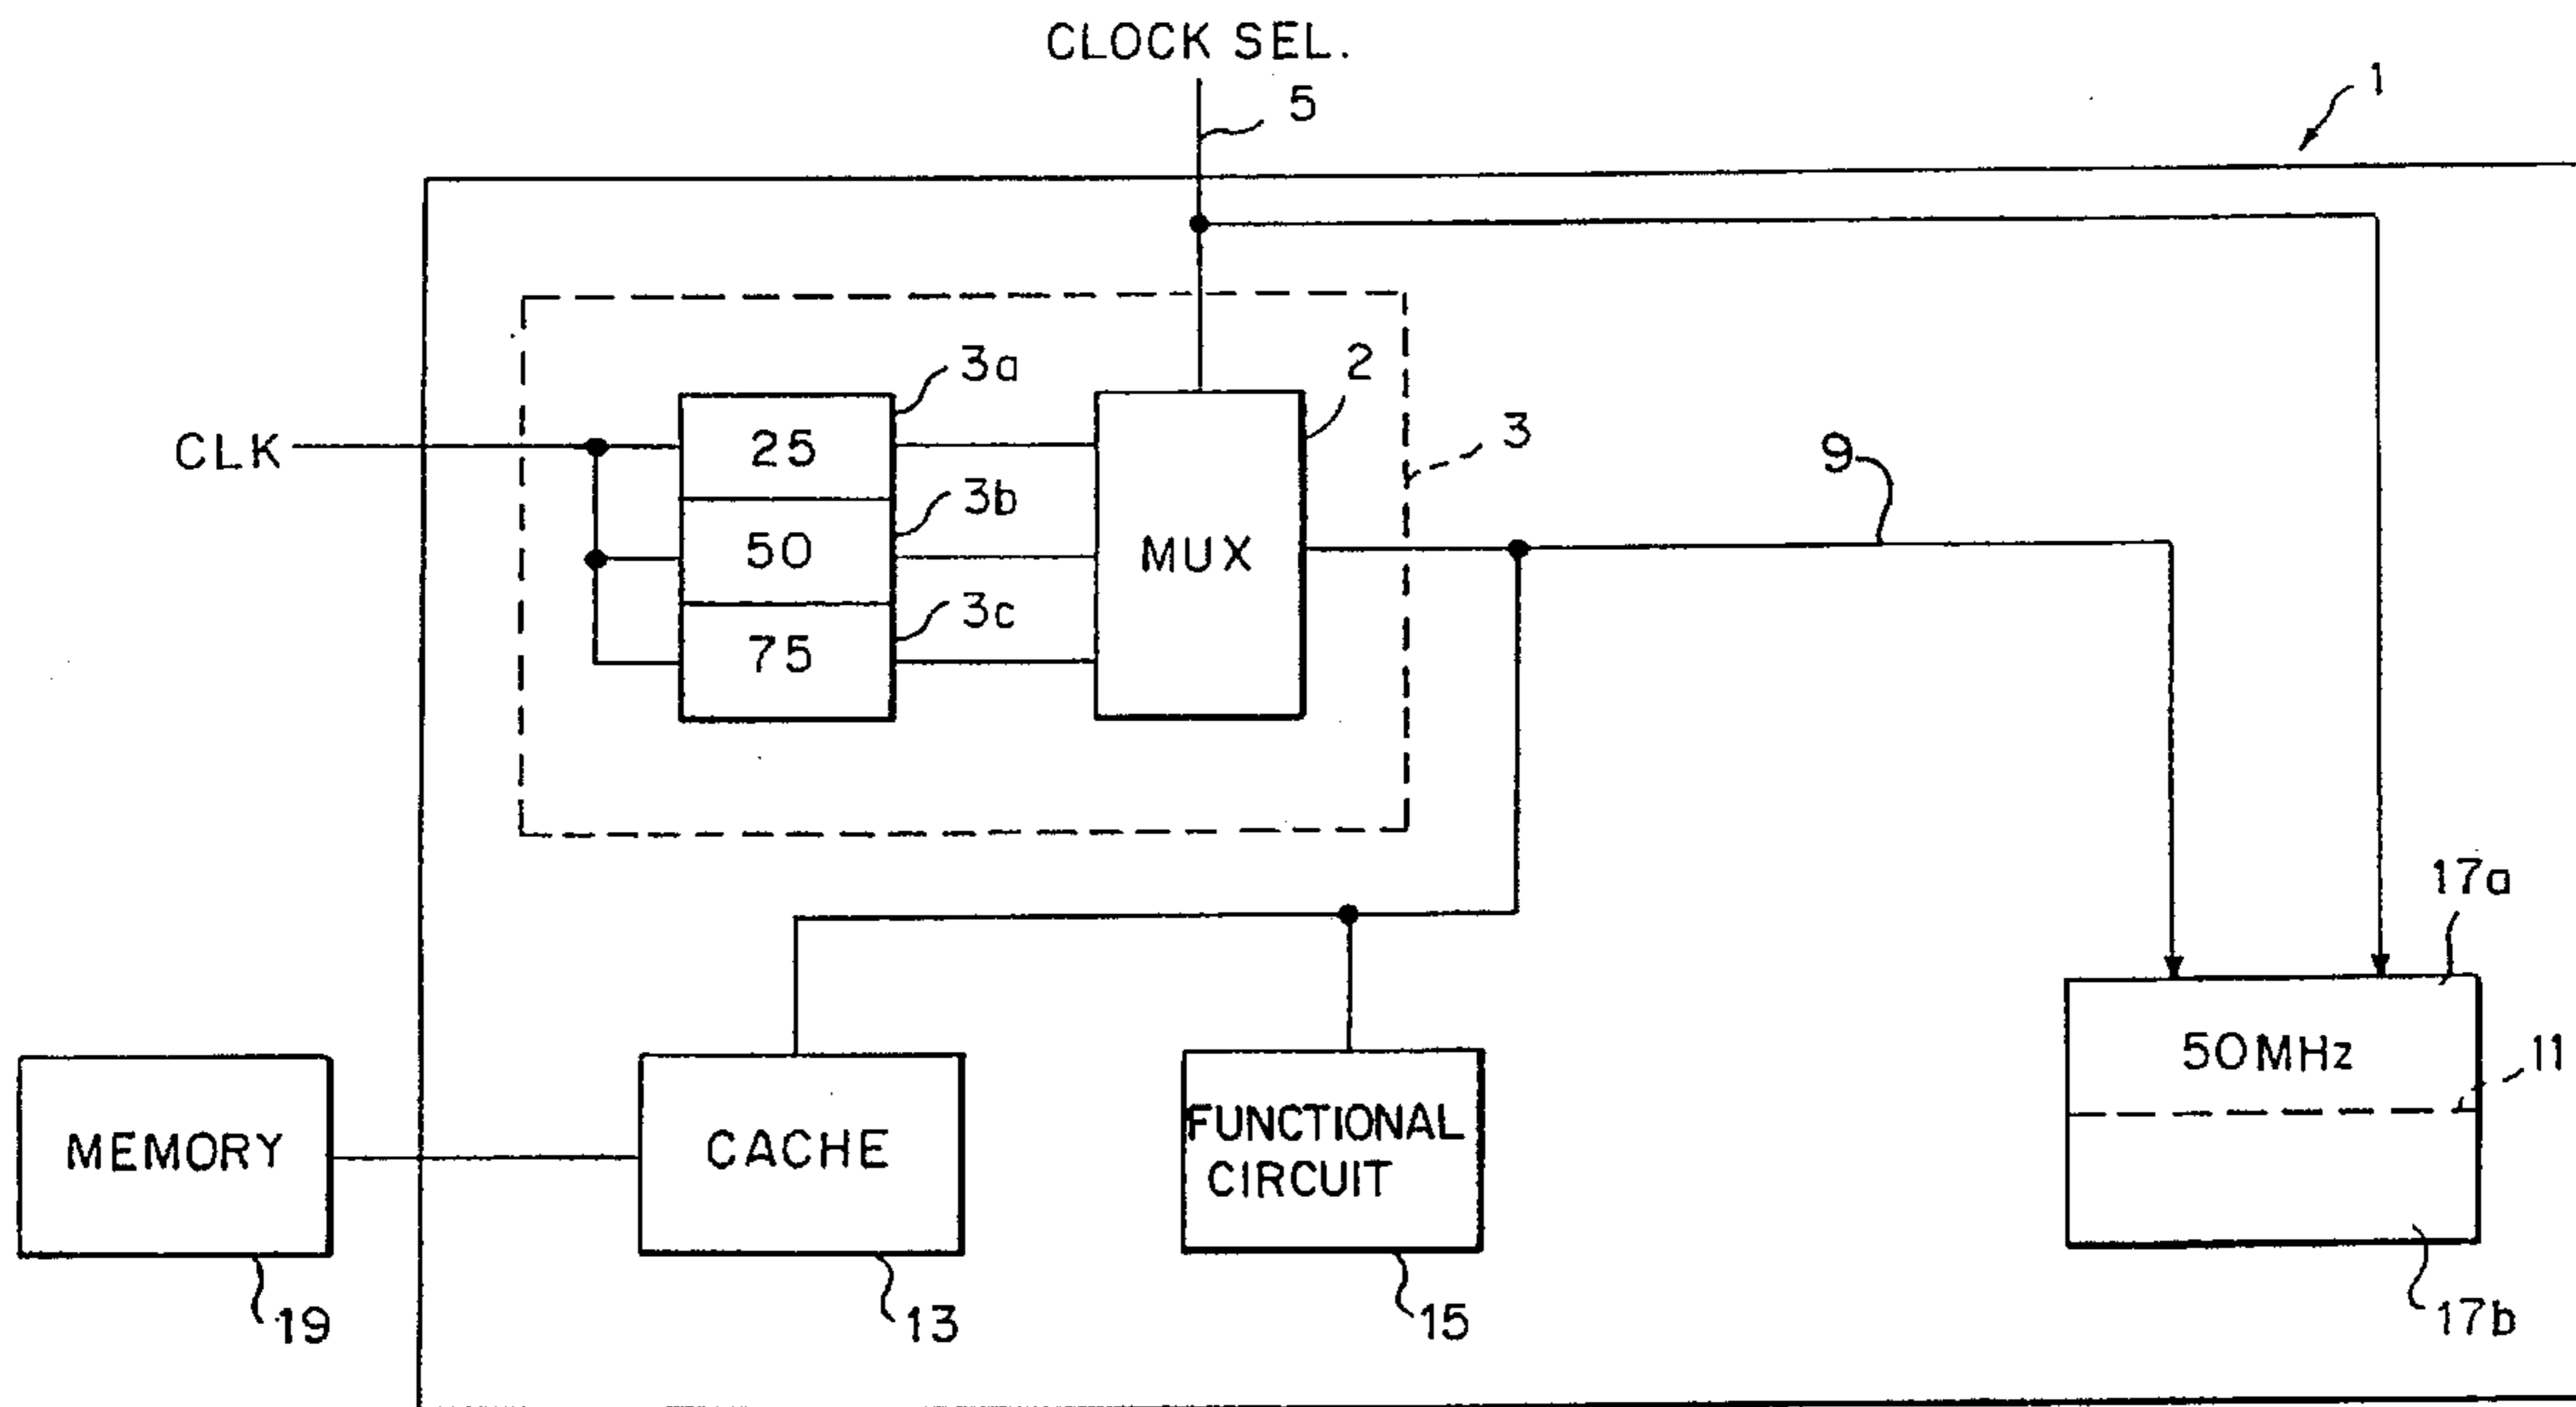 CLOCK SEL.
5
1
3a
2
25
3
CLK
9
3b
50
MUX
3c
75
17a
50MHz
11
MEMORY
CACHE
FUNCTIONAL
CIRCUIT
19
13
15
17b